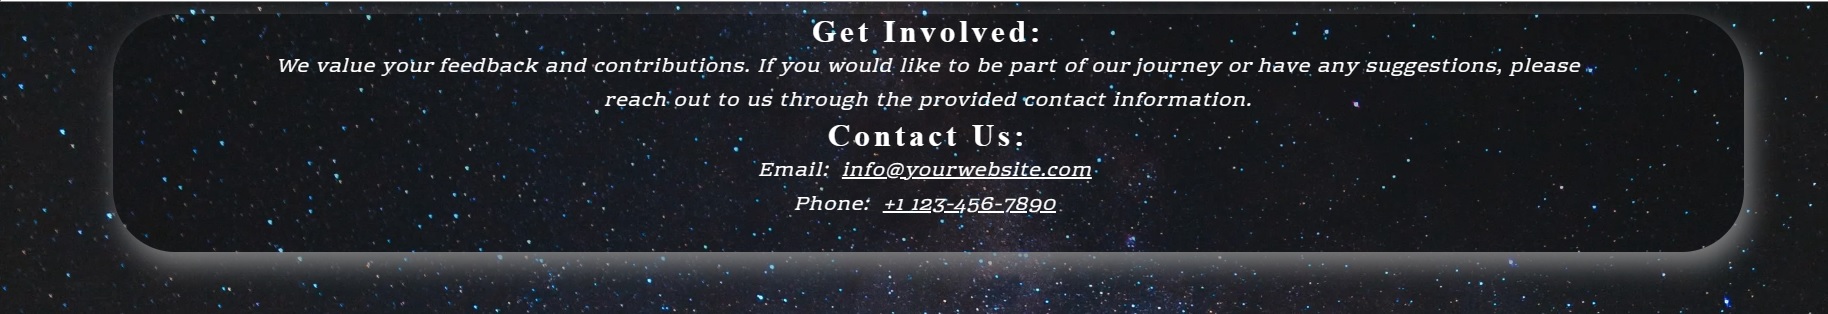 Get Involved:
We value your feedback and contributions. If you would like to be part of our journey or have any suggestions, please
reach out to us through the provided contact information.
Contact Us:
Email: info@yourwebsite.com
Phone: +1 123-456-7890